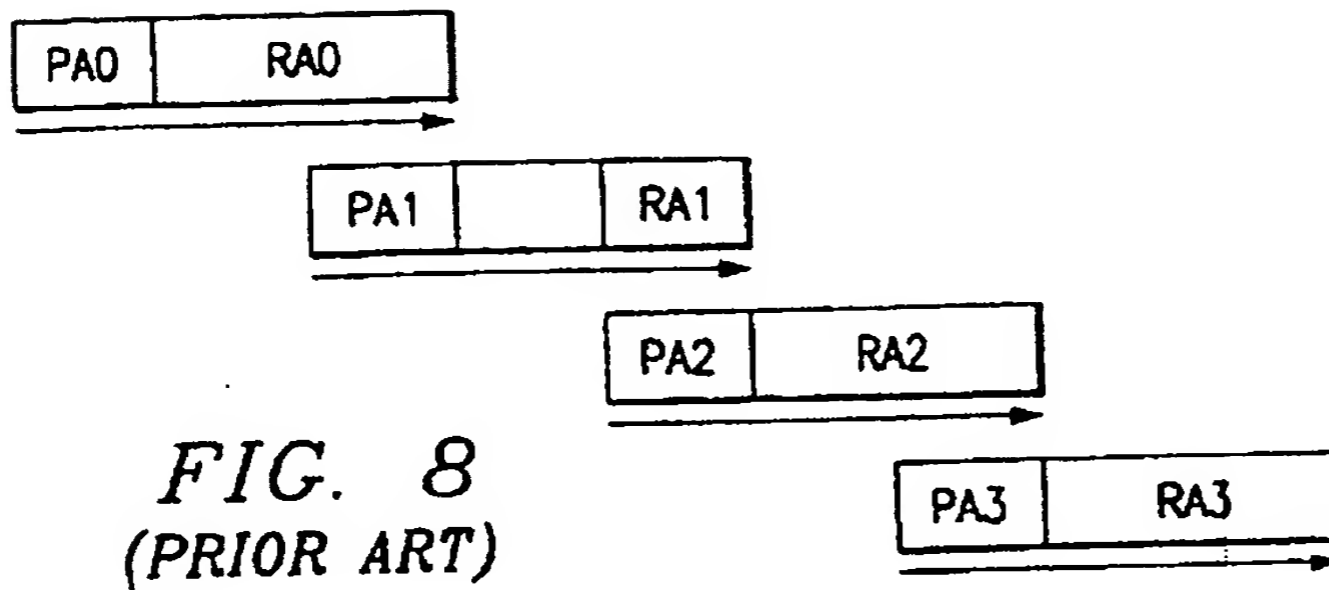 PA0 RA0
PA1 RA1
PA2 RA2
PA3 RA3
FIG. 8
(PRIOR ART)